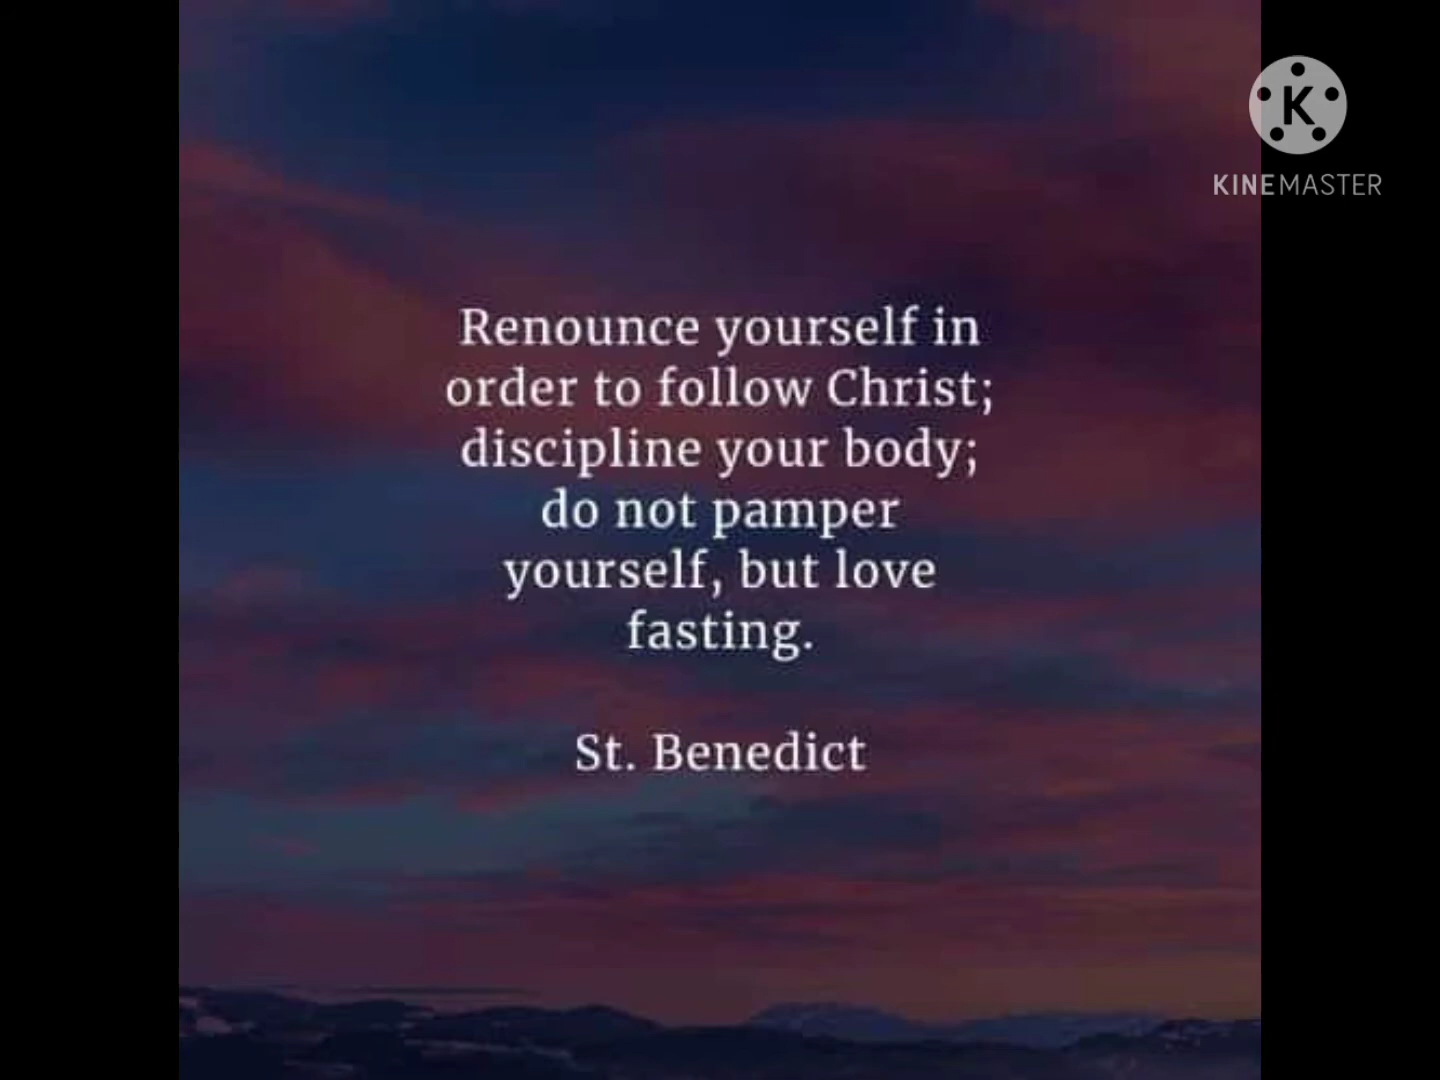 KINEMASTER
Renounce yourself in
order to follow Christ;
discipline your body;
do not pamper
yourself, but love
fasting.
St. Benedict